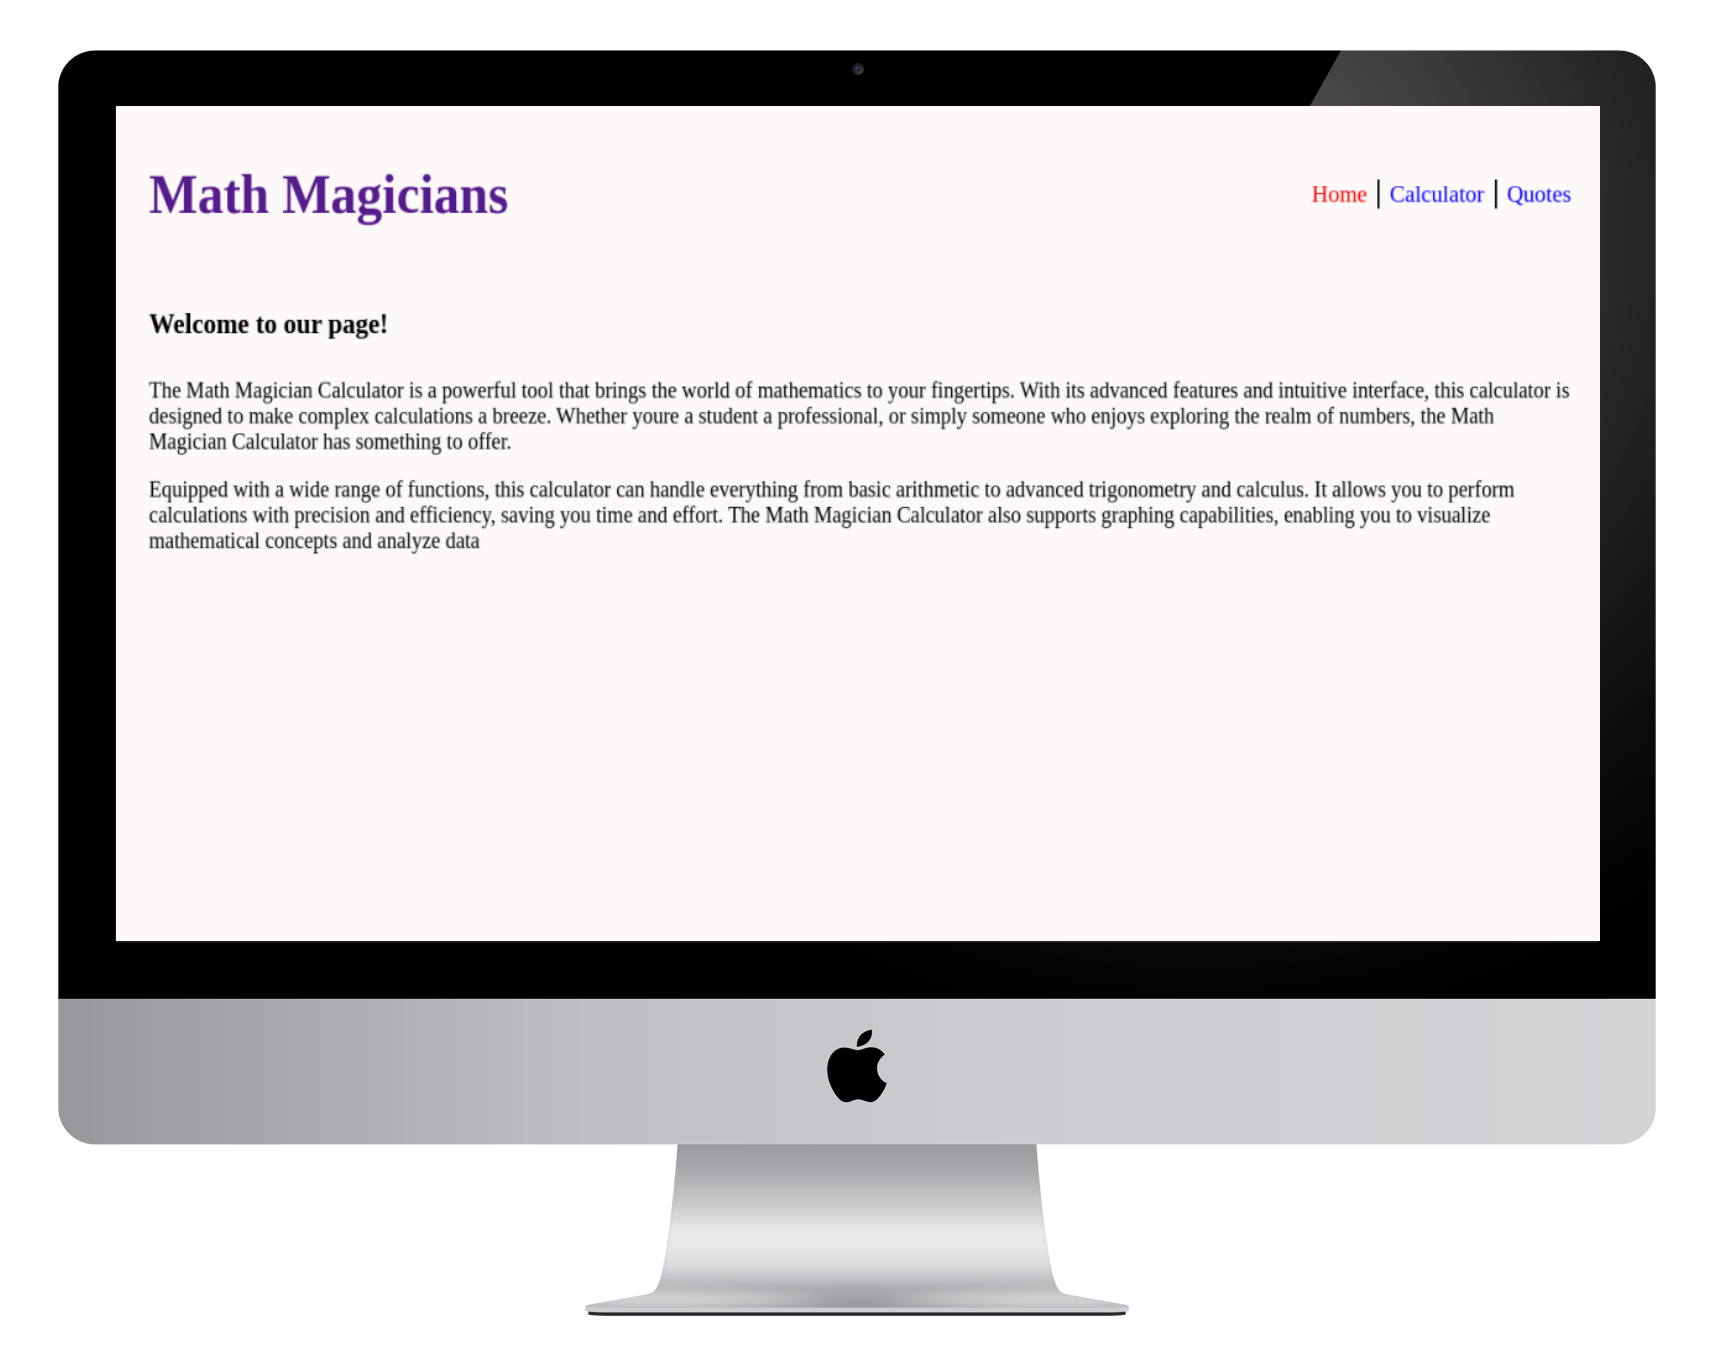 Math Magicians
Home | Calculator | Quotes
Welcome to our page!
The Math Magician Calculator is a powerful tool that brings the world of mathematics to your fingertips. With its advanced features and intuitive interface, this calculator is
designed to make complex calculations a breeze. Whether youre a student a professional, or simply someone who enjoys exploring the realm of numbers, the Math
Magician Calculator has something to offer.
Equipped with a wide range of functions, this calculator can handle everything from basic arithmetic to advanced trigonometry and calculus. It allows you to perform
calculations with precision and efficiency, saving you time and effort. The Math Magician Calculator also supports graphing capabilities, enabling you to visualize
mathematical concepts and analyze data